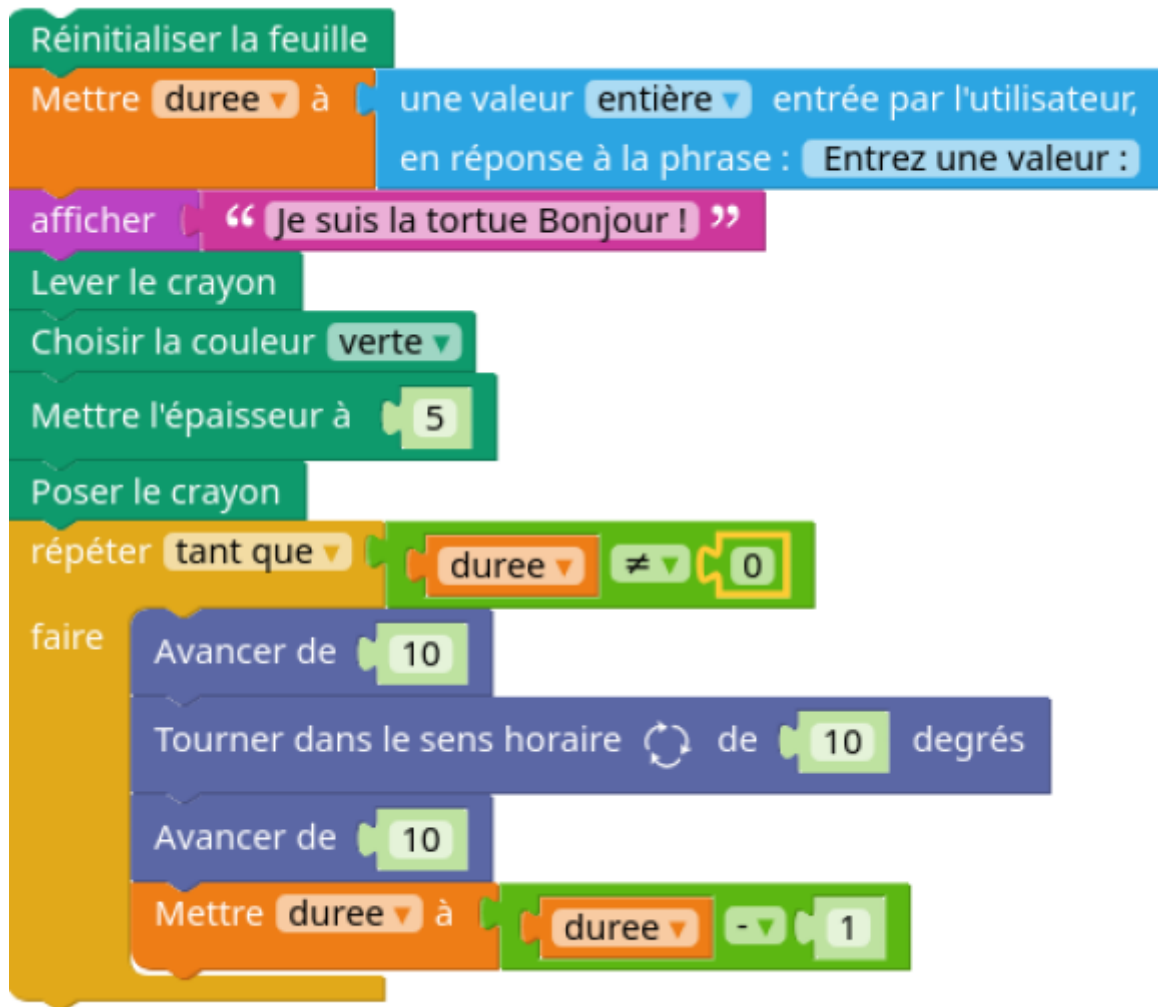 Réinitialiser la feuille
Mettre duree ▾ à une valeur entière ▾ entrée par l'utilisateur,
en réponse à la phrase : Entrez une valeur :
afficher “ Je suis la tortue Bonjour ! ”
Lever le crayon
Choisir la couleur verte ▾
Mettre l'épaisseur à 5
Poser le crayon
répéter tant que ▾ duree ▾ ≠ ▾ 0
faire Avancer de 10
Tourner dans le sens horaire de 10 degrés
Avancer de 10
Mettre duree ▾ à duree ▾ - ▾ 1